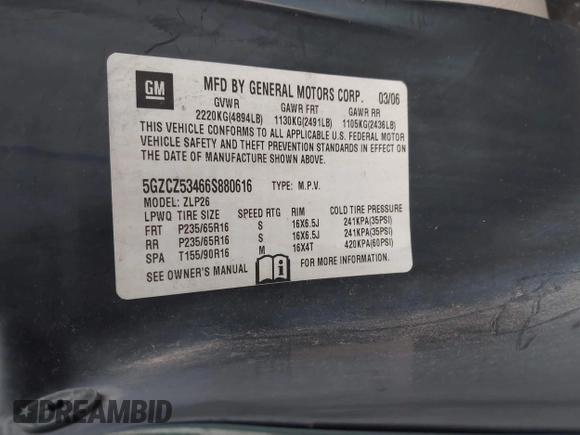 GM
MFD BY GENERAL MOTORS CORP. 03/06
GVWR GAWR FRT GAWR RR
2220KG(4894LB) 1130KG(2491LB) 1105KG(2436LB)
THIS VEHICLE CONFORMS TO ALL APPLICABLE U.S. FEDERAL MOTOR
VEHICLE SAFETY AND THEFT PREVENTION STANDARDS IN EFFECT ON
THE DATE OF MANUFACTURE SHOWN ABOVE.
5GZCZ53466S880616 TYPE: M.P.V.
MODEL: ZLP26
LPWQ TIRE SIZE SPEED RTG RIM COLD TIRE PRESSURE
FRT P235/65R16 S 16X6.5J 241KPA(35PSI)
RR P235/65R16 S 16X6.5J 241KPA(35PSI)
SPA T155/90R16 M 16X4T 420KPA(60PSI)
SEE OWNER'S MANUAL FOR MORE INFORMATION
DREAMBID